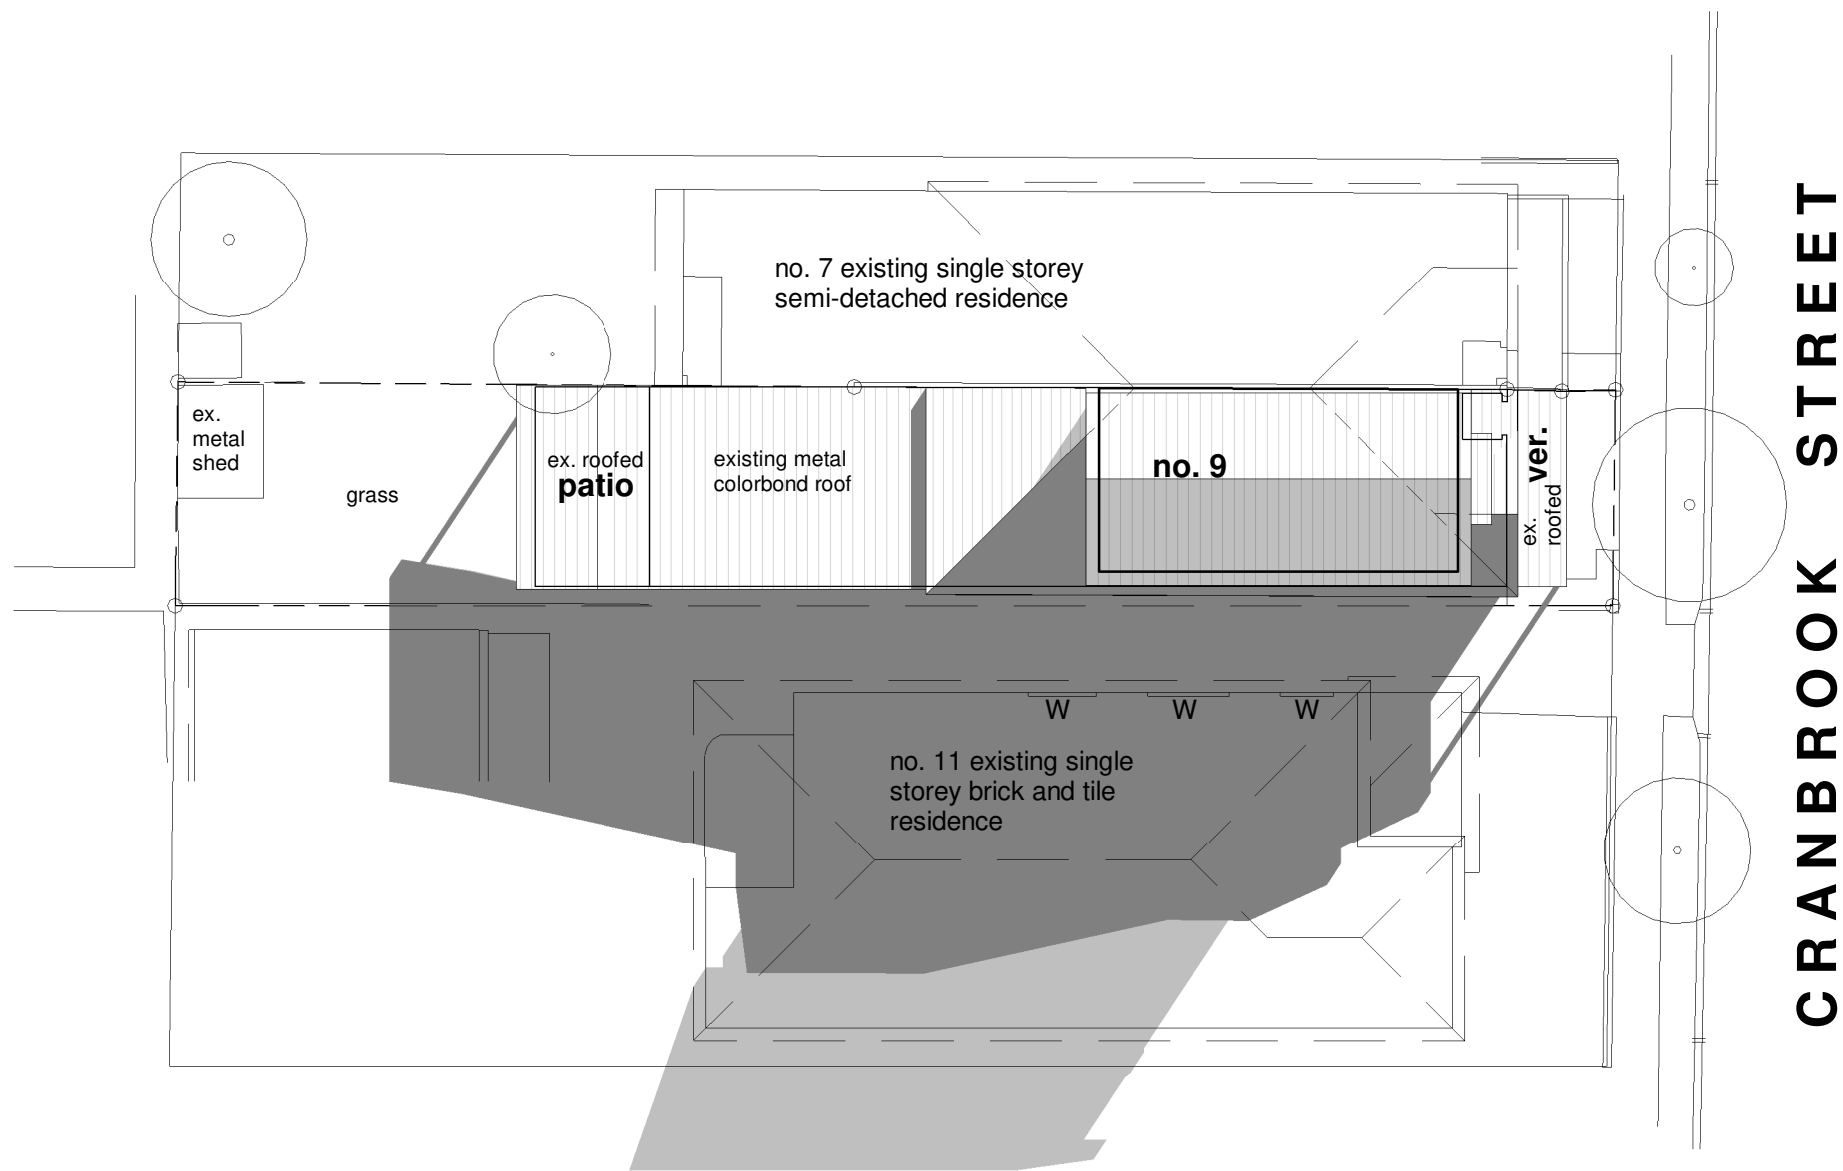 no. 7 existing single storey
semi-detached residence
ex.
metal
shed
grass
ex. roofed
patio
existing metal
colorbond roof
no. 9
ver.
ex.
roofed
W
W
W
no. 11 existing single
storey brick and tile
residence
CRANBROOK STREET